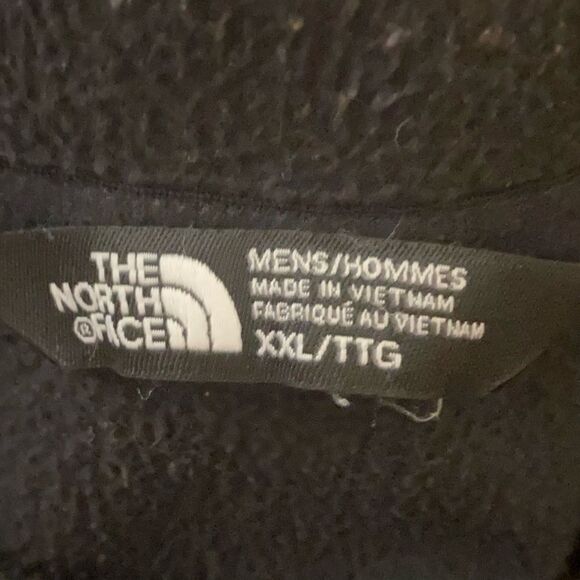 THE
NORTH
®FACE
MENS/HOMMES
MADE IN VIETNAM
FABRIQUÉ AU VIETNAM
XXL/TTG